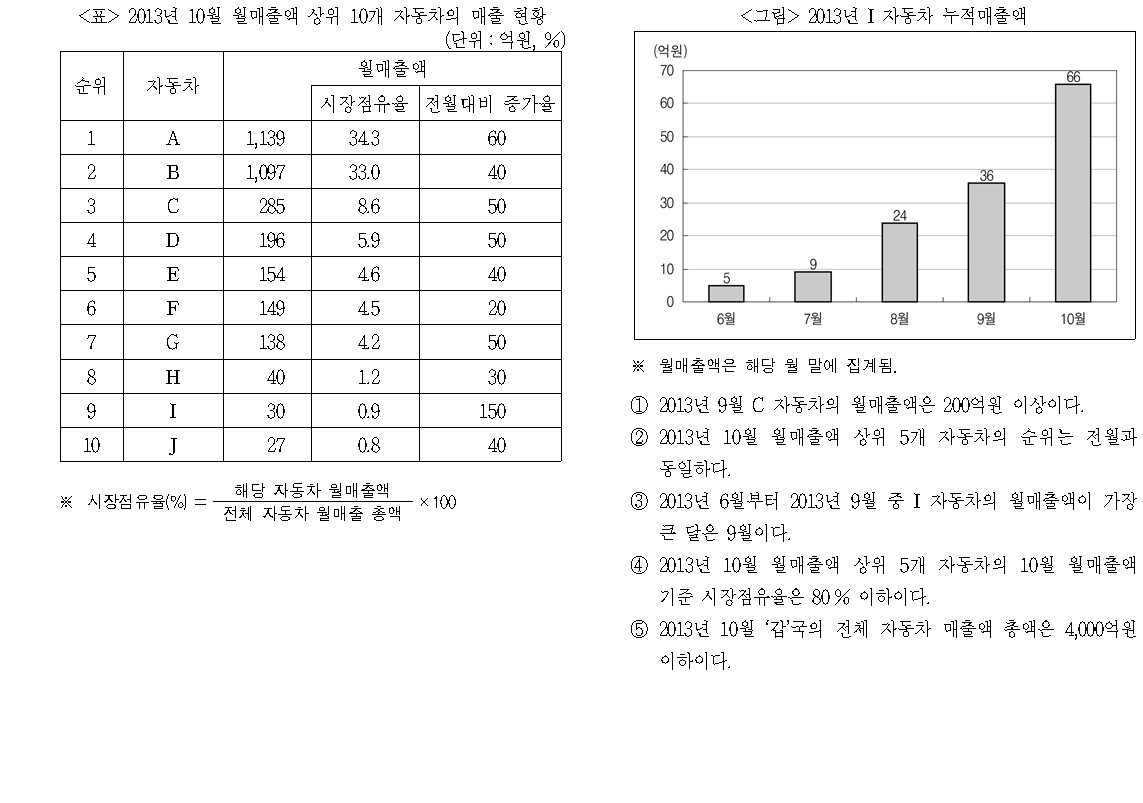 <표> 2013년 10월 월매출액 상위 10개 자동차의 매출 현황
(단위 : 억원, %)
순위 자동차 월매출액
시장점유율 전월대비 증가율
1 A 1,139 34.3 60
2 B 1,097 33.0 40
3 C 285 8.6 50
4 D 196 5.9 50
5 E 154 4.6 40
6 F 149 4.5 20
7 G 138 4.2 50
8 H 40 1.2 30
9 I 30 0.9 150
10 J 27 0.8 40
※ 시장점유율(%) = 해당 자동차 월매출액 / 전체 자동차 월매출 총액 × 100
<그림> 2013년 I 자동차 누적매출액
(억원)
70
60
50
40
30
20
10
0
5
9
24
36
66
6월 7월 8월 9월 10월
※ 월매출액은 해당 월 말에 집계됨.
① 2013년 9월 C 자동차의 월매출액은 200억원 이상이다.
② 2013년 10월 월매출액 상위 5개 자동차의 순위는 전월과
동일하다.
③ 2013년 6월부터 2013년 9월 중 I 자동차의 월매출액이 가장
큰 달은 9월이다.
④ 2013년 10월 월매출액 상위 5개 자동차의 10월 월매출액
기준 시장점유율은 80% 이하이다.
⑤ 2013년 10월 ‘갑’국의 전체 자동차 매출액 총액은 4,000억원
이하이다.